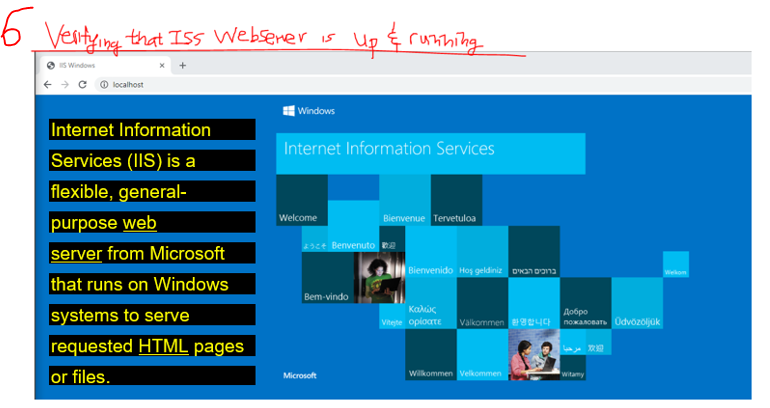 6 Verifying that ISS Webserver is up & running
IIS Windows
localhost
Windows
Internet Information Services
Internet Information
Services (IIS) is a
flexible, general-
purpose web
server from Microsoft
that runs on Windows
systems to serve
requested HTML pages
or files.
Welcome
Bienvenue
Tervetuloa
ようこそ
Benvenuto
歡迎
Bienvenido
Hoş geldiniz
ברוכים הבאים
Welkom
Bem-vindo
Vítejte
Καλώς
ορίσατε
Välkommen
환영합니다
Добро
пожаловать
Üdvözöljük
مرحبا
欢迎
Microsoft
Willkommen
Velkommen
Witamy